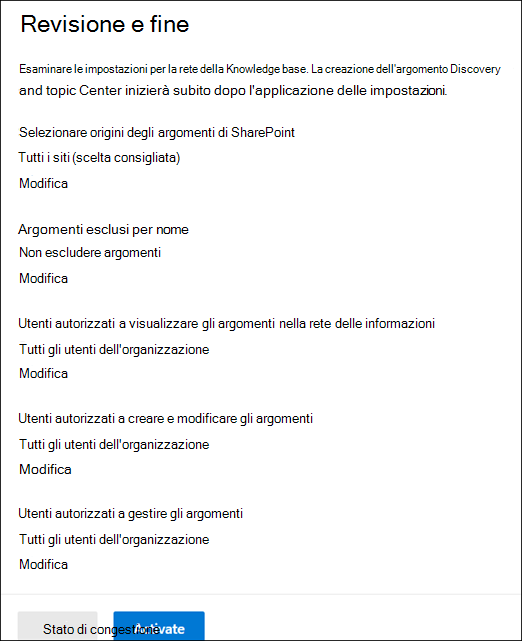 Revisione e fine
Esaminare le impostazioni per la rete della Knowledge base. La creazione dell'argomento Discovery
and topic Center inizierà subito dopo l'applicazione delle impostazioni.
Selezionare origini degli argomenti di SharePoint
Tutti i siti (scelta consigliata)
Modifica
Argomenti esclusi per nome
Non escludere argomenti
Modifica
Utenti autorizzati a visualizzare gli argomenti nella rete delle informazioni
Tutti gli utenti dell'organizzazione
Modifica
Utenti autorizzati a creare e modificare gli argomenti
Tutti gli utenti dell'organizzazione
Modifica
Utenti autorizzati a gestire gli argomenti
Tutti gli utenti dell'organizzazione
Modifica
Stato di congestione Activate